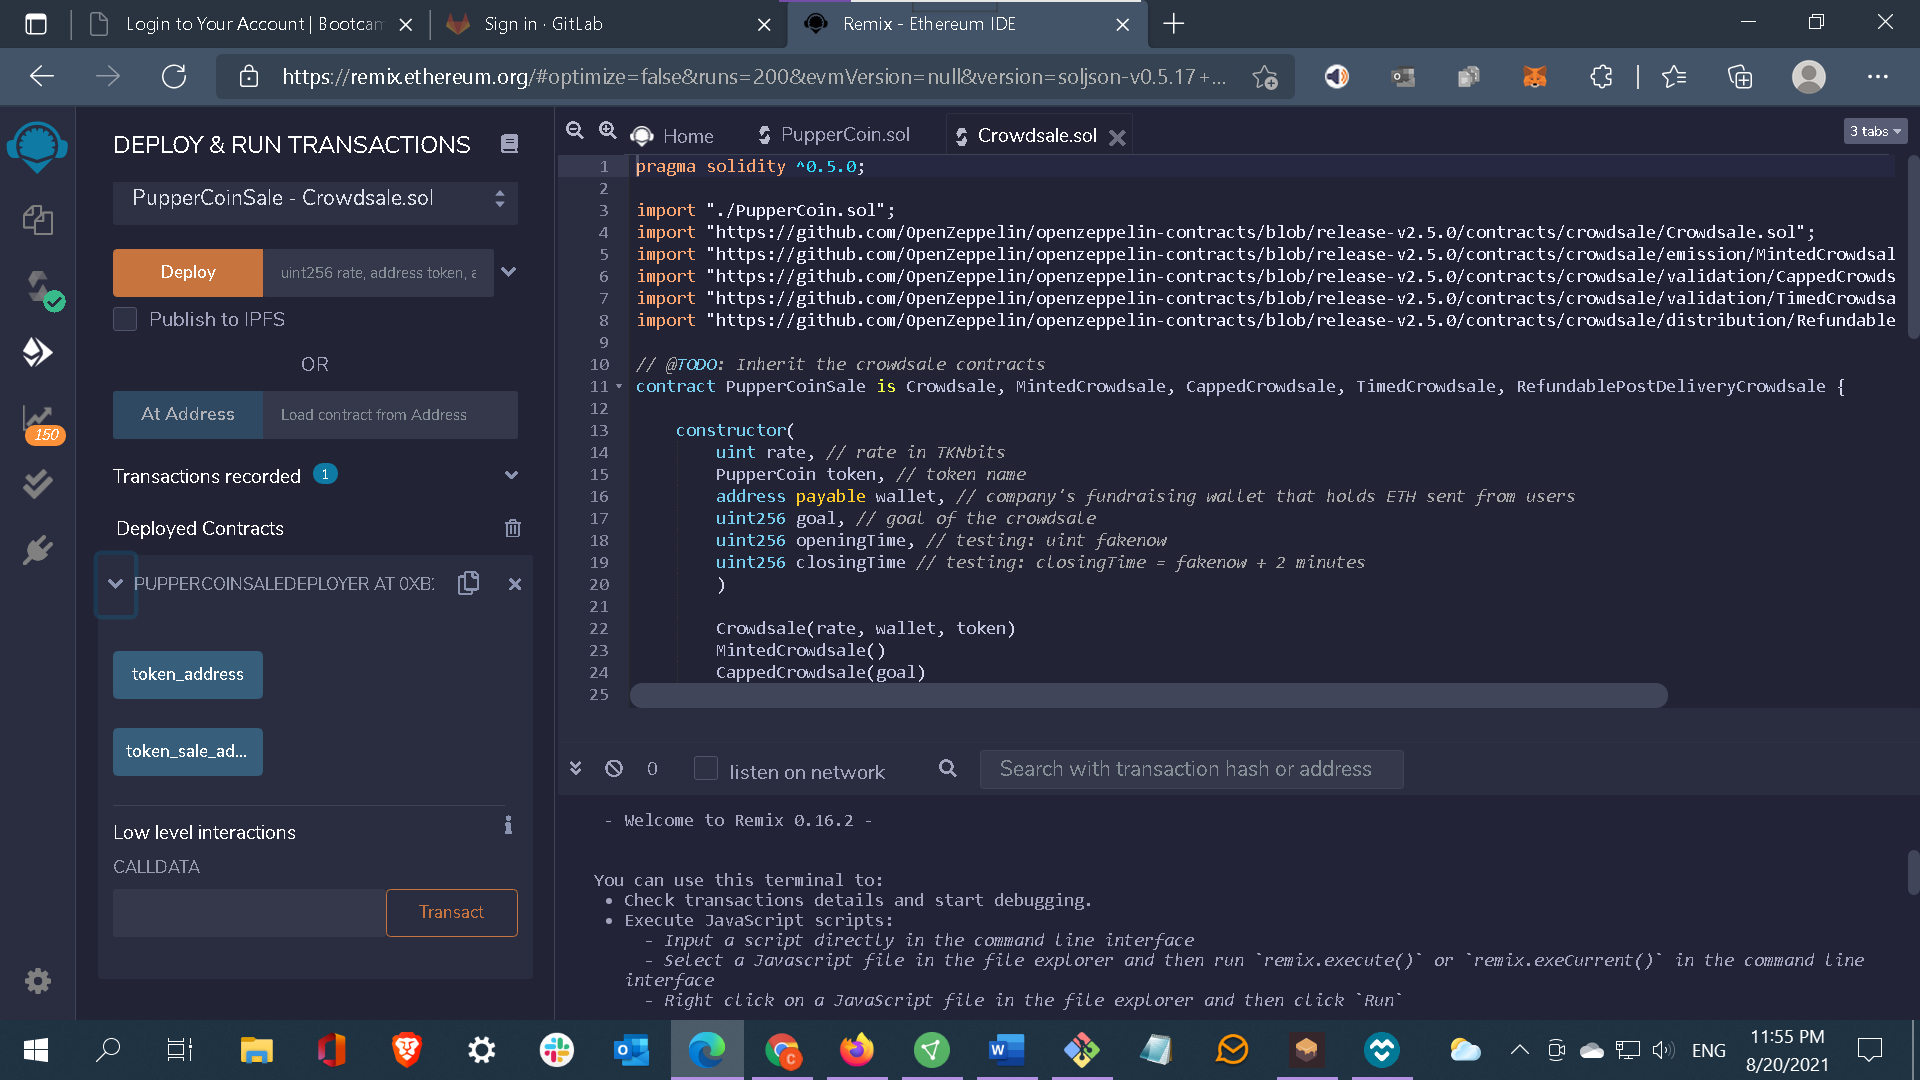 Login to Your Account | Bootcam
Sign in · GitLab
Remix - Ethereum IDE
https://remix.ethereum.org/#optimize=false&runs=200&evmVersion=null&version=soljson-v0.5.17+...
DEPLOY & RUN TRANSACTIONS
PupperCoinSale - Crowdsale.sol
Deploy
uint256 rate, address token, a
Publish to IPFS
OR
At Address
Load contract from Address
150
Transactions recorded 1
Deployed Contracts
PUPPERCOINSALEDEPLOYER AT 0XB
token_address
token_sale_ad...
Low level interactions
CALLDATA
Transact
Home
PupperCoin.sol
Crowdsale.sol
3 tabs
1 pragma solidity ^0.5.0;
2
3 import "./PupperCoin.sol";
4 import "https://github.com/OpenZeppelin/openzeppelin-contracts/blob/release-v2.5.0/contracts/crowdsale/Crowdsale.sol";
5 import "https://github.com/OpenZeppelin/openzeppelin-contracts/blob/release-v2.5.0/contracts/crowdsale/emission/MintedCrowdsal
6 import "https://github.com/OpenZeppelin/openzeppelin-contracts/blob/release-v2.5.0/contracts/crowdsale/validation/CappedCrowds
7 import "https://github.com/OpenZeppelin/openzeppelin-contracts/blob/release-v2.5.0/contracts/crowdsale/validation/TimedCrowdsa
8 import "https://github.com/OpenZeppelin/openzeppelin-contracts/blob/release-v2.5.0/contracts/crowdsale/distribution/Refundable
9
10 // @TODO: Inherit the crowdsale contracts
11 contract PupperCoinSale is Crowdsale, MintedCrowdsale, CappedCrowdsale, TimedCrowdsale, RefundablePostDeliveryCrowdsale {
12
13 constructor(
14 uint rate, // rate in TKNbits
15 PupperCoin token, // token name
16 address payable wallet, // company's fundraising wallet that holds ETH sent from users
17 uint256 goal, // goal of the crowdsale
18 uint256 openingTime, // testing: uint fakenow
19 uint256 closingTime // testing: closingTime = fakenow + 2 minutes
20 )
21
22 Crowdsale(rate, wallet, token)
23 MintedCrowdsale()
24 CappedCrowdsale(goal)
25
0
listen on network
Search with transaction hash or address
- Welcome to Remix 0.16.2 -
You can use this terminal to:
• Check transactions details and start debugging.
• Execute JavaScript scripts:
- Input a script directly in the command line interface
- Select a Javascript file in the file explorer and then run `remix.execute()` or `remix.exeCurrent()` in the command line
interface
- Right click on a JavaScript file in the file explorer and then click `Run`
ENG
11:55 PM
8/20/2021